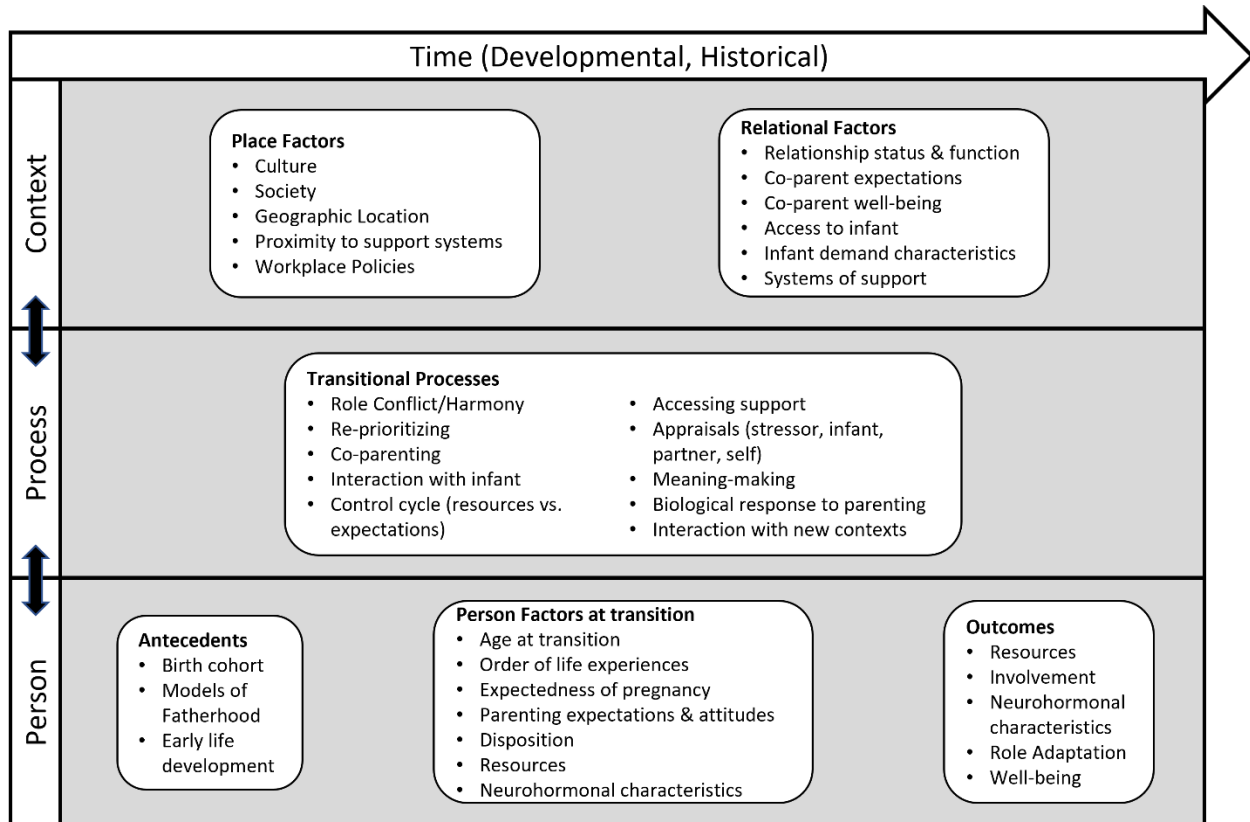 Time (Developmental, Historical)
Context
Place Factors
• Culture
• Society
• Geographic Location
• Proximity to support systems
• Workplace Policies
Relational Factors
• Relationship status & function
• Co-parent expectations
• Co-parent well-being
• Access to infant
• Infant demand characteristics
• Systems of support
Process
Transitional Processes
• Role Conflict/Harmony
• Re-prioritizing
• Co-parenting
• Interaction with infant
• Control cycle (resources vs.
expectations)
• Accessing support
• Appraisals (stressor, infant,
partner, self)
• Meaning-making
• Biological response to parenting
• Interaction with new contexts
Person
Antecedents
• Birth cohort
• Models of
Fatherhood
• Early life
development
Person Factors at transition
• Age at transition
• Order of life experiences
• Expectedness of pregnancy
• Parenting expectations & attitudes
• Disposition
• Resources
• Neurohormonal characteristics
Outcomes
• Resources
• Involvement
• Neurohormonal
characteristics
• Role Adaptation
• Well-being